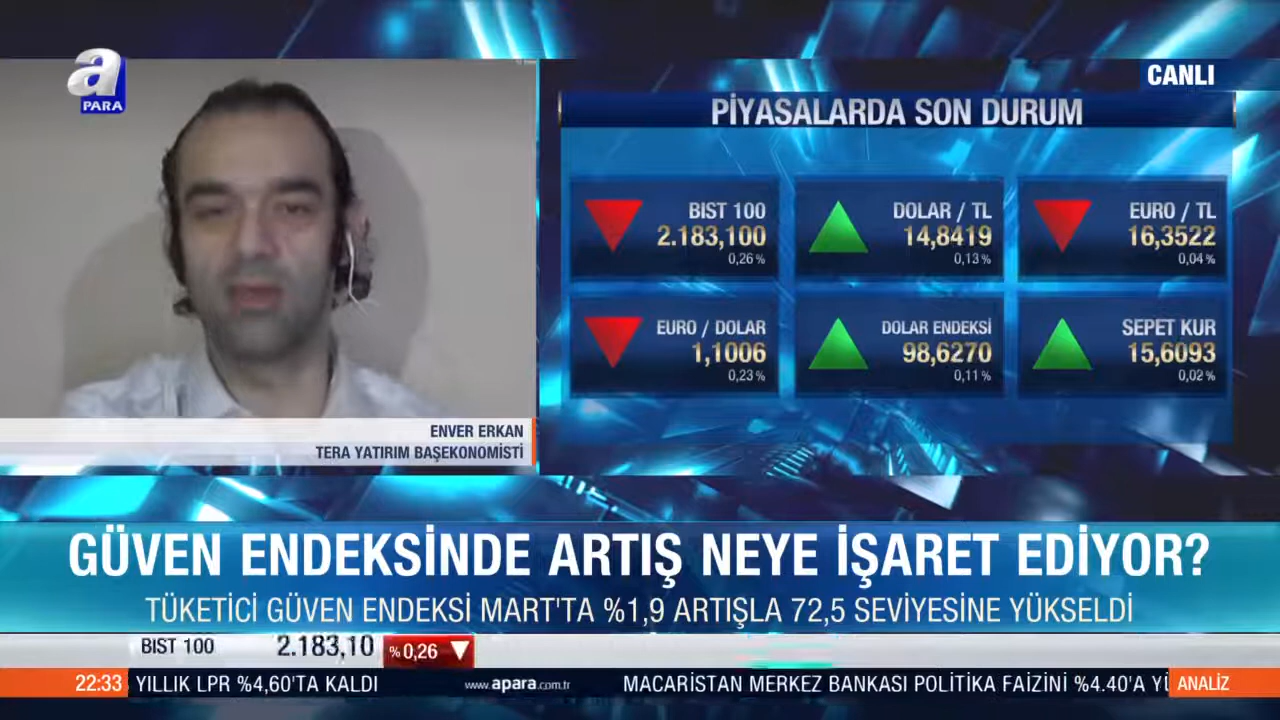 a
PARA
CANLI
PİYASALARDA SON DURUM
BIST 100
2.183,100
0,26 %
DOLAR / TL
14,8419
0,13 %
EURO / TL
16,3522
0,04 %
EURO / DOLAR
1,1006
0,23 %
DOLAR ENDEKSİ
98,6270
0,11 %
SEPET KUR
15,6093
0,02 %
ENVER ERKAN
TERA YATIRIM BAŞEKONOMİSTİ
GÜVEN ENDEKSİNDE ARTIŞ NEYE İŞARET EDİYOR?
TÜKETİCİ GÜVEN ENDEKSİ MART'TA %1,9 ARTIŞLA 72,5 SEVİYESİNE YÜKSELDİ
BIST 100 2.183,10 %0,26
22:33 YILLIK LPR %4,60'TA KALDI www.apara.com.tr MACARİSTAN MERKEZ BANKASI POLİTİKA FAİZİNİ %4.40'A ANALİZ